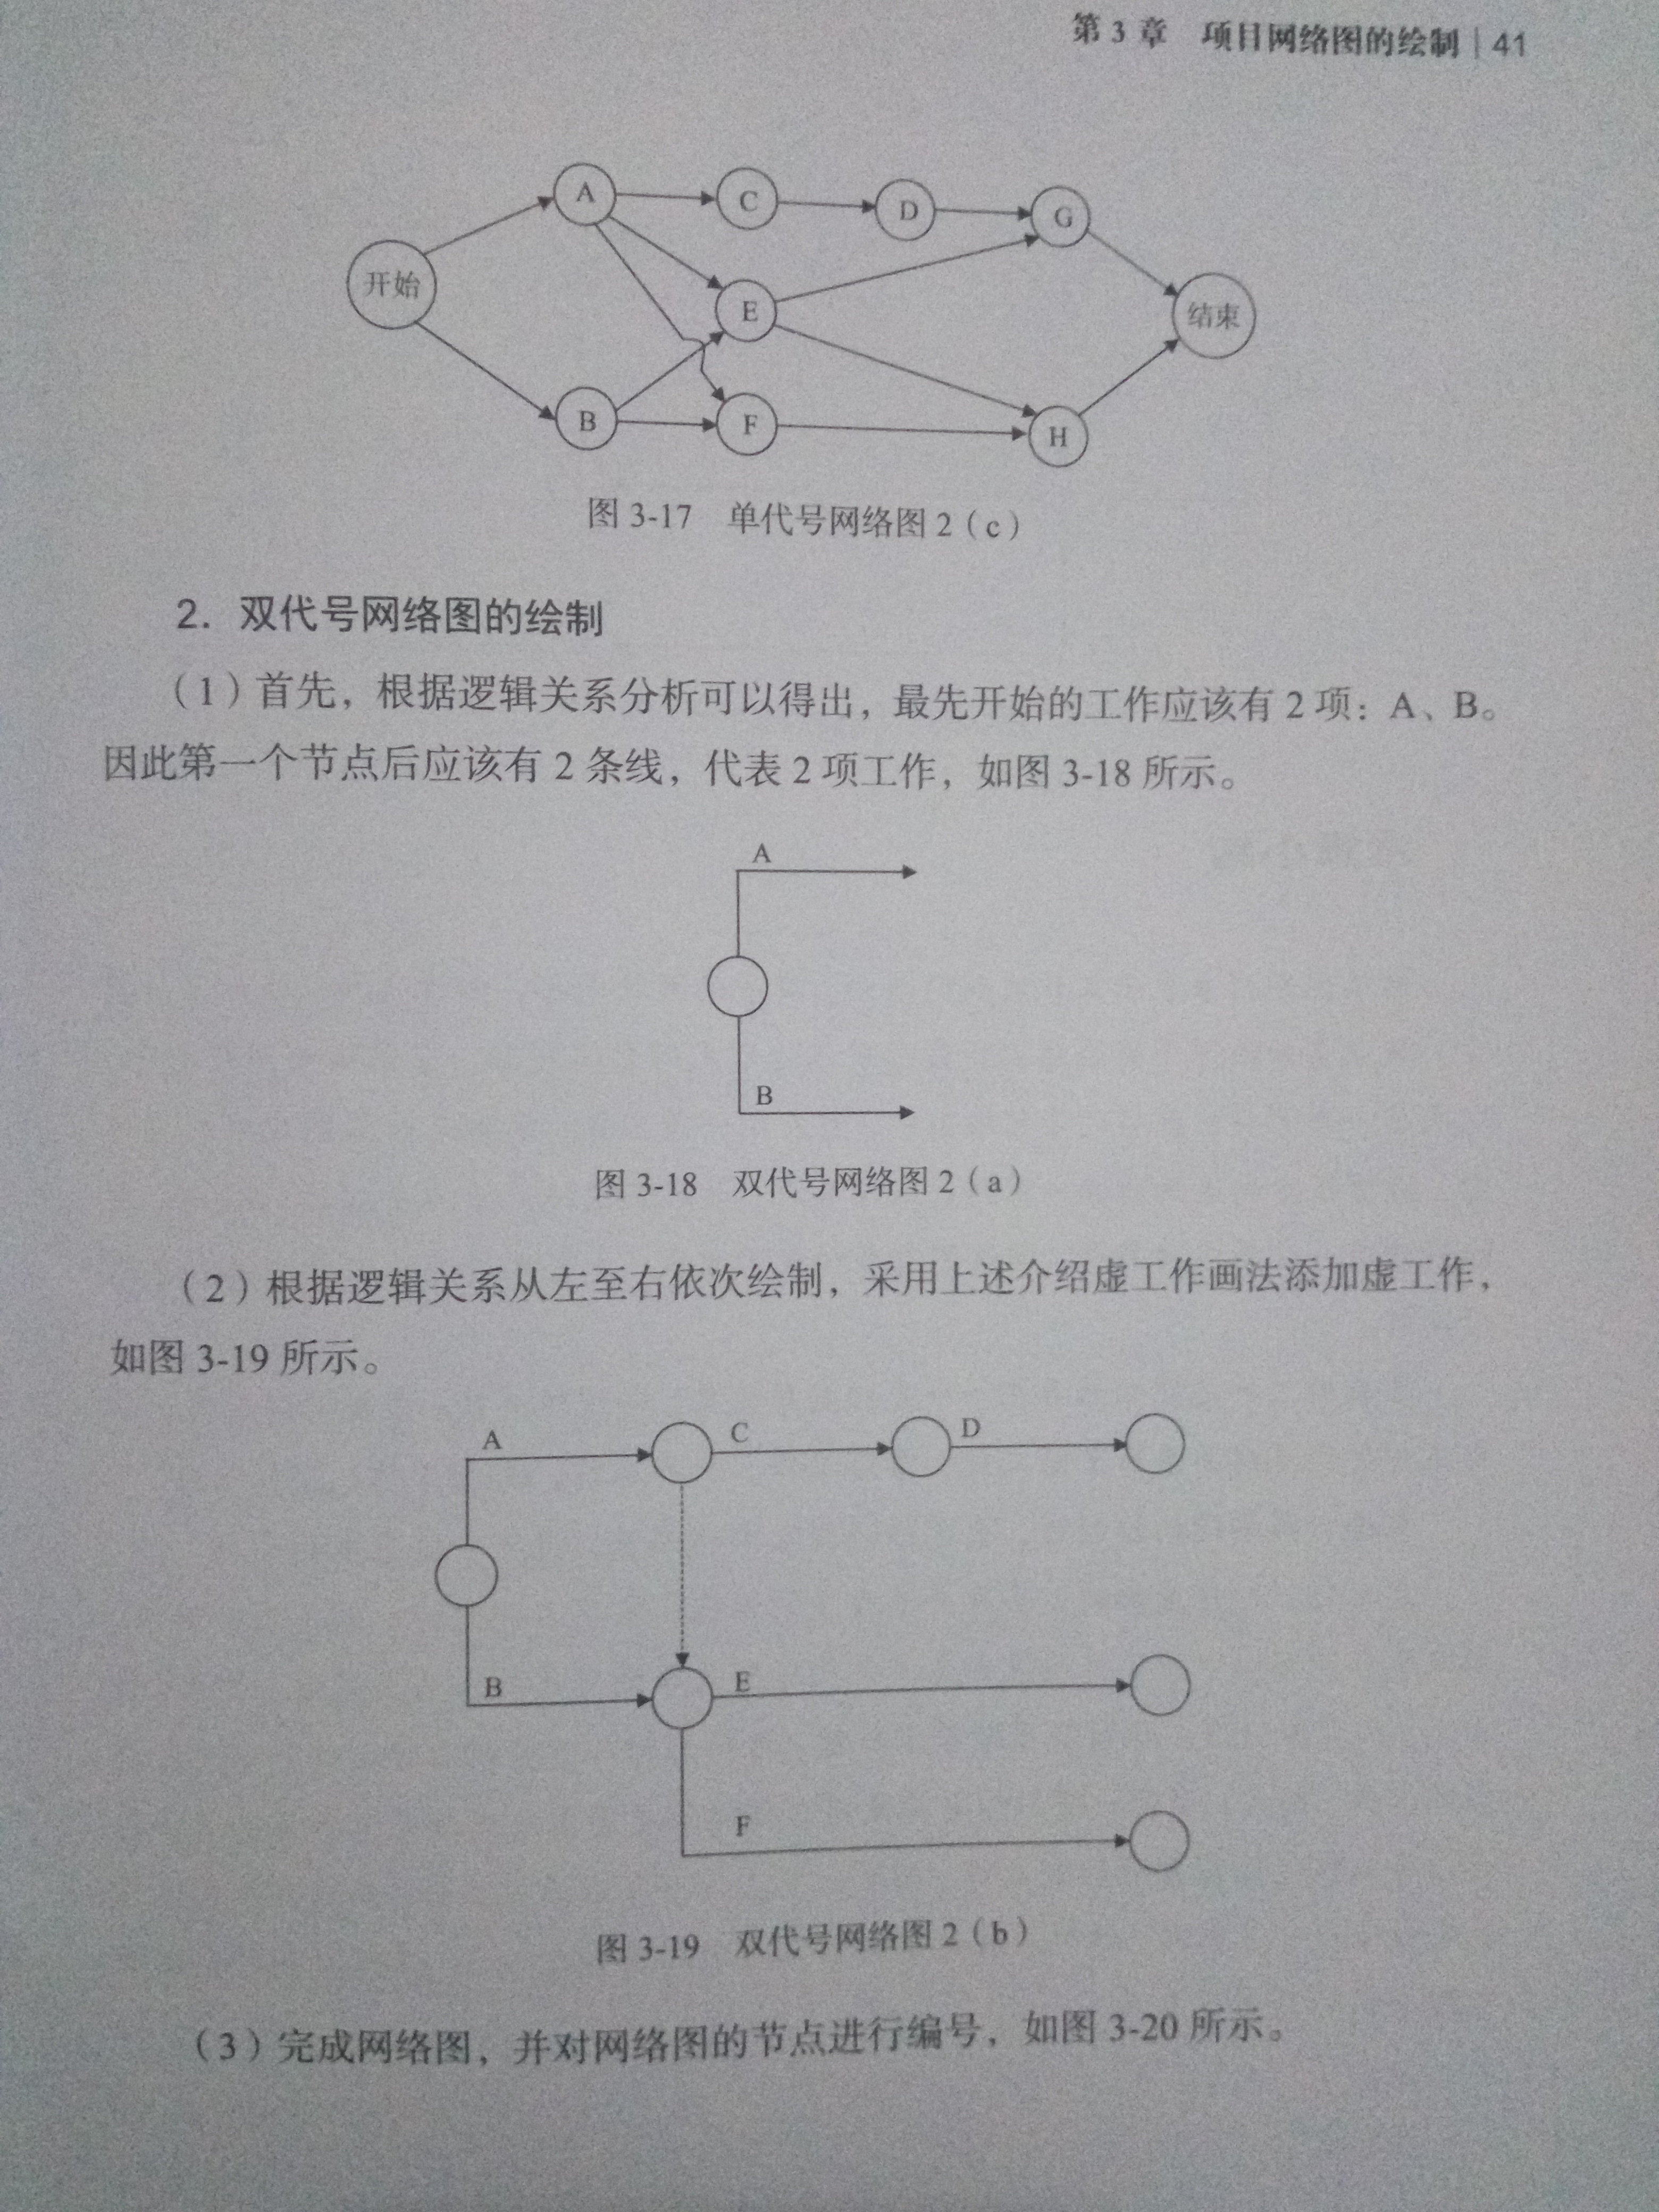 第 3 章　项目网络图的绘制 | 41
A
C
D
G
开始
E
结束
B
F
H
图 3-17　单代号网络图 2（c）
2. 双代号网络图的绘制
（1）首先，根据逻辑关系分析可以得出，最先开始的工作应该有 2 项：A、B。
因此第一个节点后应该有 2 条线，代表 2 项工作，如图 3-18 所示。
A
B
图 3-18　双代号网络图 2（a）
（2）根据逻辑关系从左至右依次绘制，采用上述介绍虚工作画法添加虚工作，
如图 3-19 所示。
A
C
D
B
E
F
图 3-19　双代号网络图 2（b）
（3）完成网络图，并对网络图的节点进行编号，如图 3-20 所示。